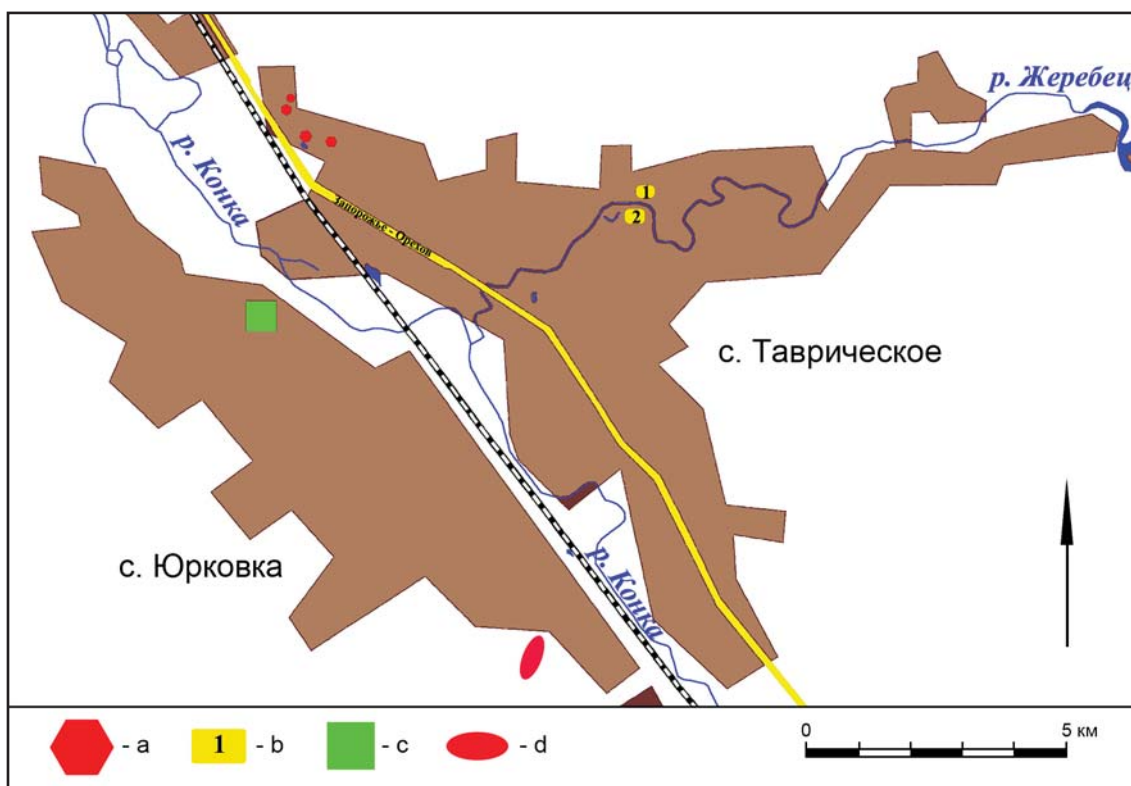 р. Жеребец
р. Конка
1
2
Запорожье - Орехов
с. Таврическое
с. Юрковка
р. Конка
- a
1 - b
- c
- d
0 5 км